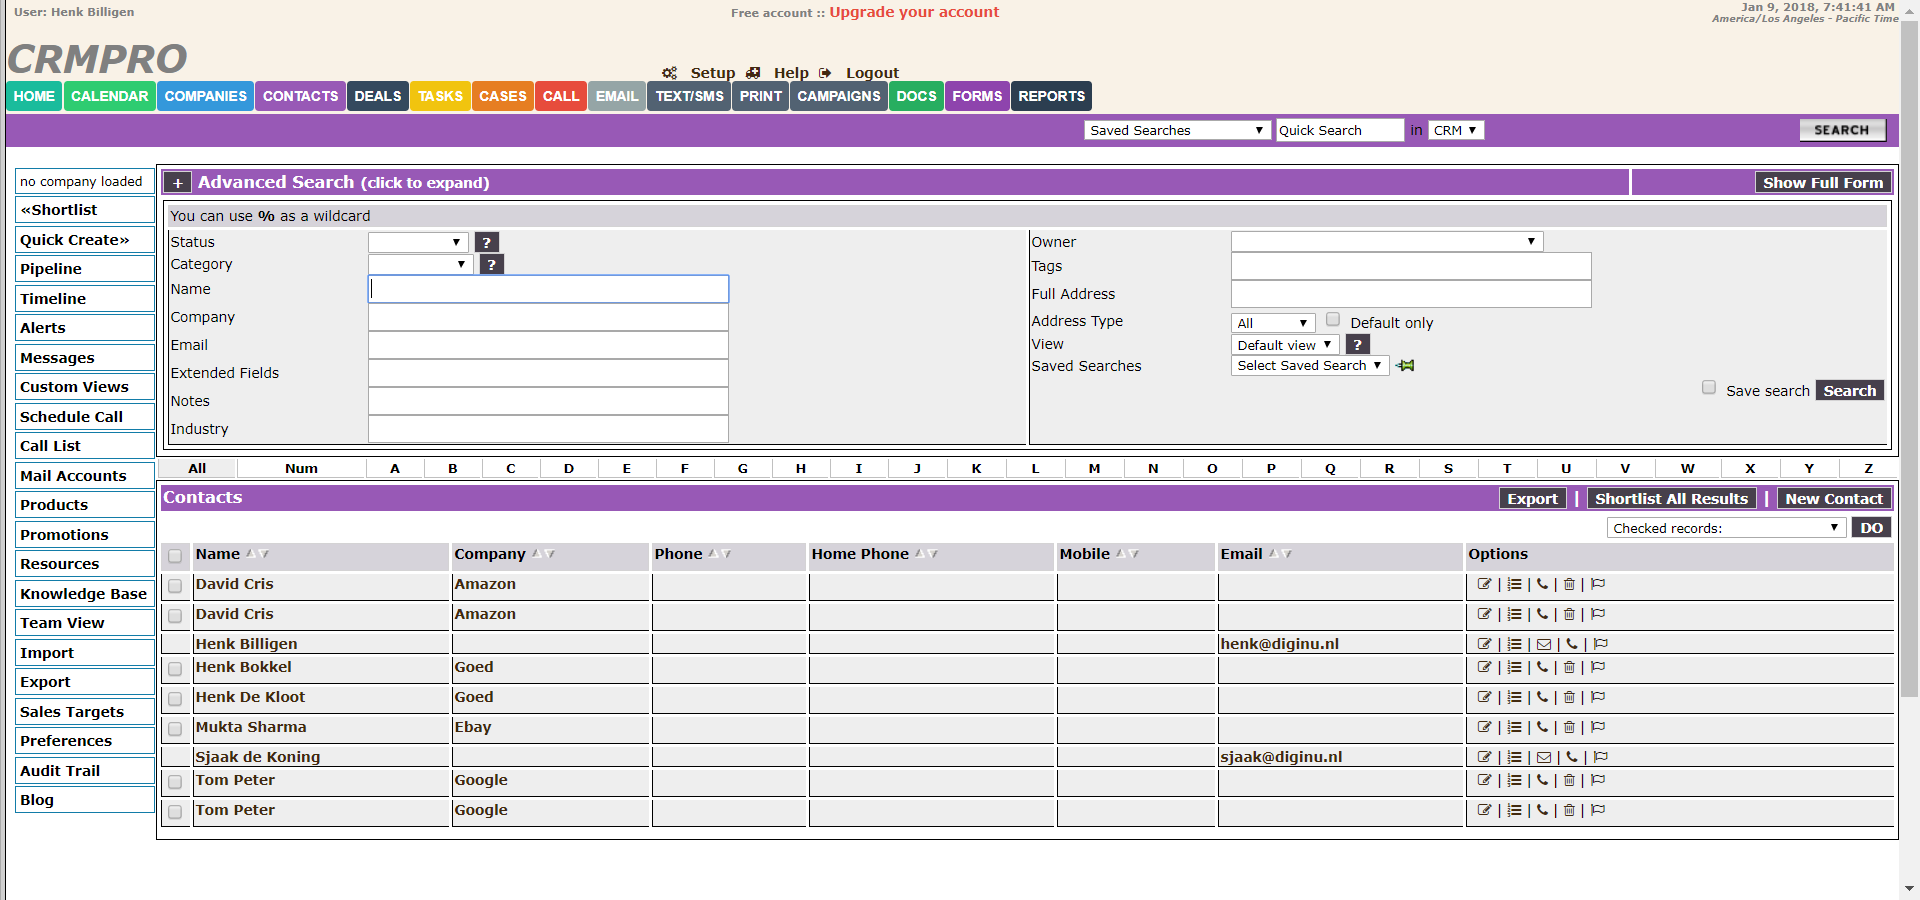 User: Henk Billigen
Free account :: Upgrade your account
Jan 9, 2018, 7:41:41 AM
America/Los Angeles - Pacific Time
CRMPRO
Setup Help Logout
HOME CALENDAR COMPANIES CONTACTS DEALS TASKS CASES CALL EMAIL TEXT/SMS PRINT CAMPAIGNS DOCS FORMS REPORTS
Saved Searches Quick Search in CRM SEARCH
no company loaded
«Shortlist
Quick Create»
Pipeline
Timeline
Alerts
Messages
Custom Views
Schedule Call
Call List
Mail Accounts
Products
Promotions
Resources
Knowledge Base
Team View
Import
Export
Sales Targets
Preferences
Audit Trail
Blog
+ Advanced Search (click to expand) Show Full Form
You can use % as a wildcard
Status ?
Category ?
Name
Company
Email
Extended Fields
Notes
Industry
Owner
Tags
Full Address
Address Type All Default only
View Default view ?
Saved Searches Select Saved Search
Save search Search
All Num A B C D E F G H I J K L M N O P Q R S T U V W X Y Z
Contacts Export | Shortlist All Results | New Contact
Checked records: DO
Name Company Phone Home Phone Mobile Email Options
David Cris Amazon | | | |
David Cris Amazon | | | |
Henk Billigen henk@diginu.nl | | | |
Henk Bokkel Goed | | | |
Henk De Kloot Goed | | | |
Mukta Sharma Ebay | | | |
Sjaak de Koning sjaak@diginu.nl | | | |
Tom Peter Google | | | |
Tom Peter Google | | | |